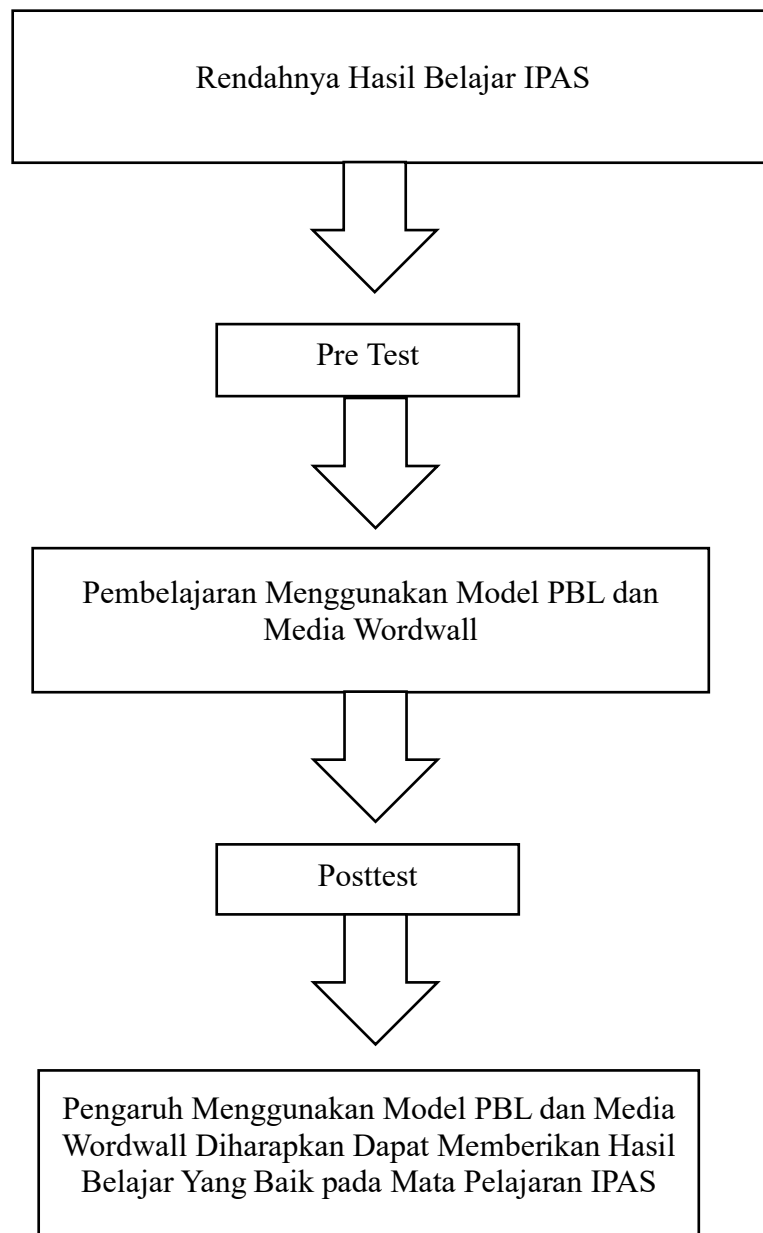 Rendahnya Hasil Belajar IPAS
Pre Test
Pembelajaran Menggunakan Model PBL dan
Media Wordwall
Posttest
Pengaruh Menggunakan Model PBL dan Media
Wordwall Diharapkan Dapat Memberikan Hasil
Belajar Yang Baik pada Mata Pelajaran IPAS